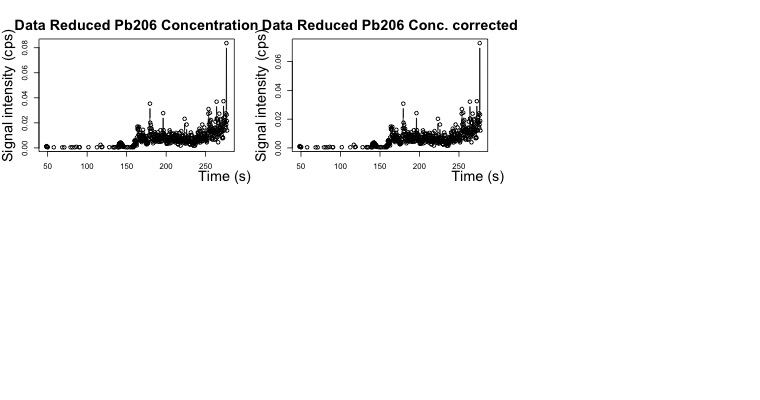 Data Reduced Pb206 Concentration
Signal intensity (cps)
0.00 0.02 0.04 0.06 0.08
50 100 150 200 250
Time (s)
Data Reduced Pb206 Conc. corrected
Signal intensity (cps)
0.00 0.02 0.04 0.06
50 100 150 200 250
Time (s)